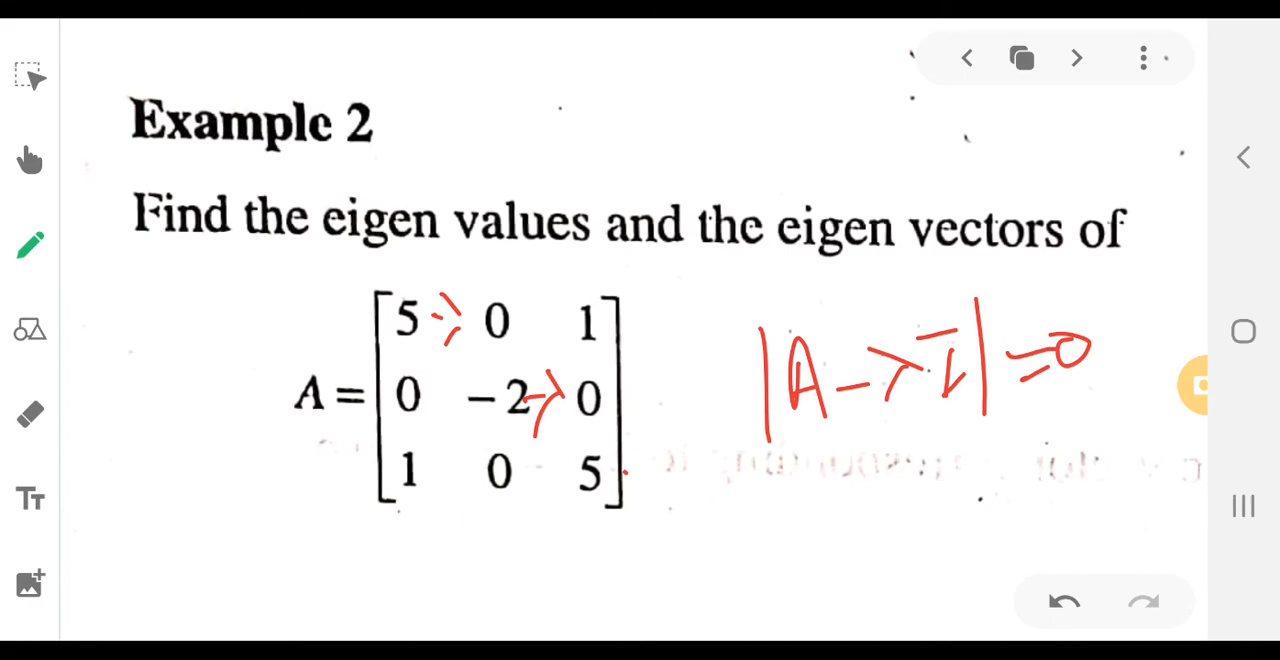 Example 2
Find the eigen values and the eigen vectors of
A = [ 5 -λ 0 1
0 -2-λ 0
1 0 5 ]
|A-λI| = 0
TT